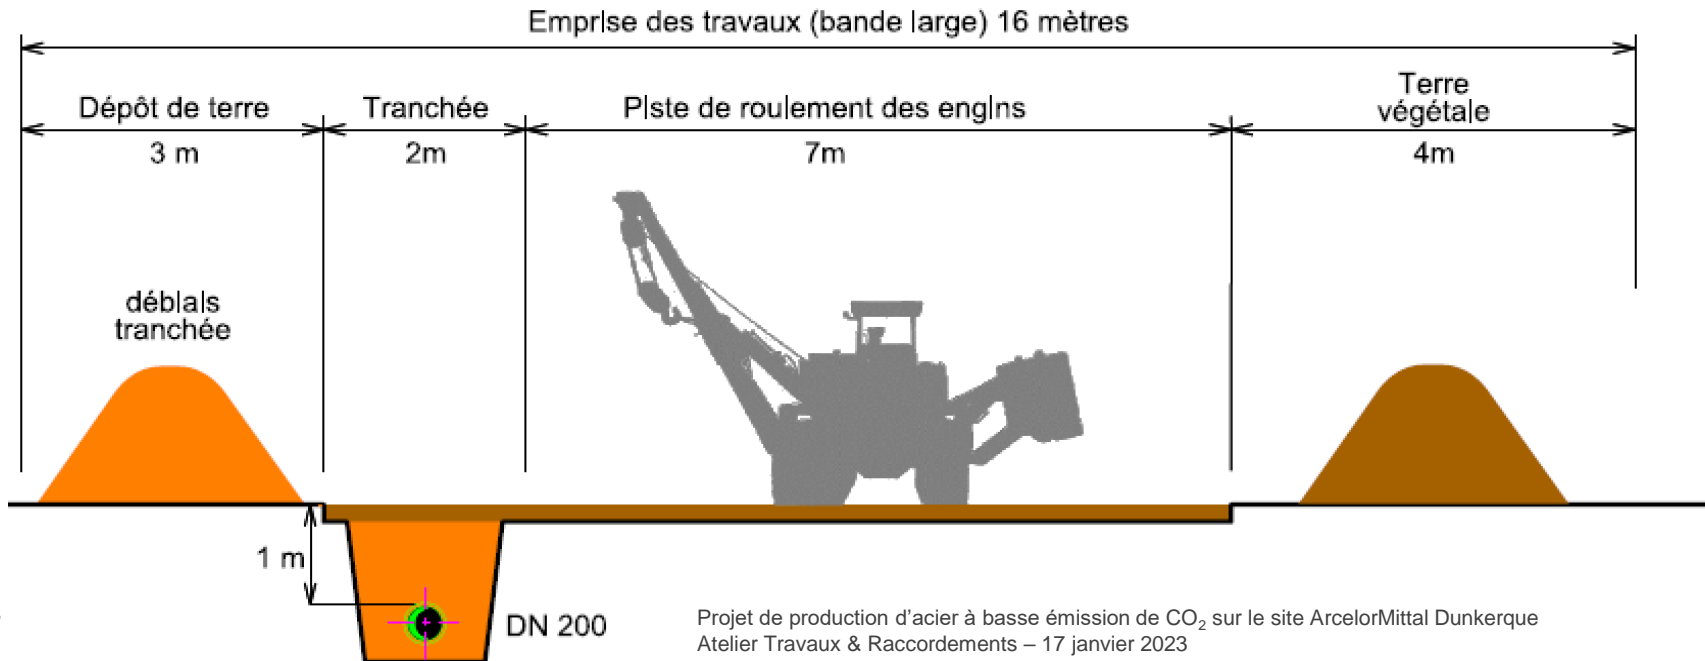 Emprise des travaux (bande large) 16 mètres
Dépôt de terre
3 m
Tranchée
2m
Piste de roulement des engins
7m
Terre
végétale
4m
déblais
tranchée
1 m
DN 200
Projet de production d’acier à basse émission de CO₂ sur le site ArcelorMittal Dunkerque
Atelier Travaux & Raccordements – 17 janvier 2023